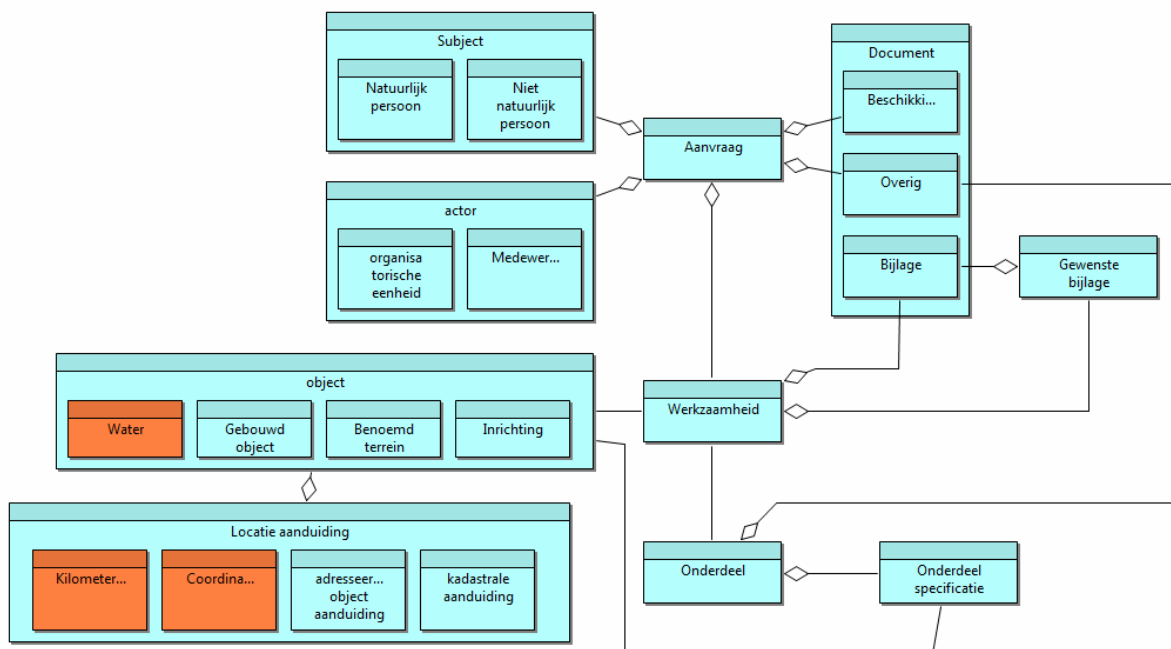 Subject
Natuurlijk
persoon
Niet
natuurlijk
persoon
Document
Beschikki...
Aanvraag
Overig
actor
organisa
torische
eenheid
Medewer...
Bijlage
Gewenste
bijlage
object
Water
Gebouwd
object
Benoemd
terrein
Inrichting
Werkzaamheid
Locatie aanduiding
Kilometer...
Coordina...
adresseer...
object
aanduiding
kadastrale
aanduiding
Onderdeel
Onderdeel
specificatie